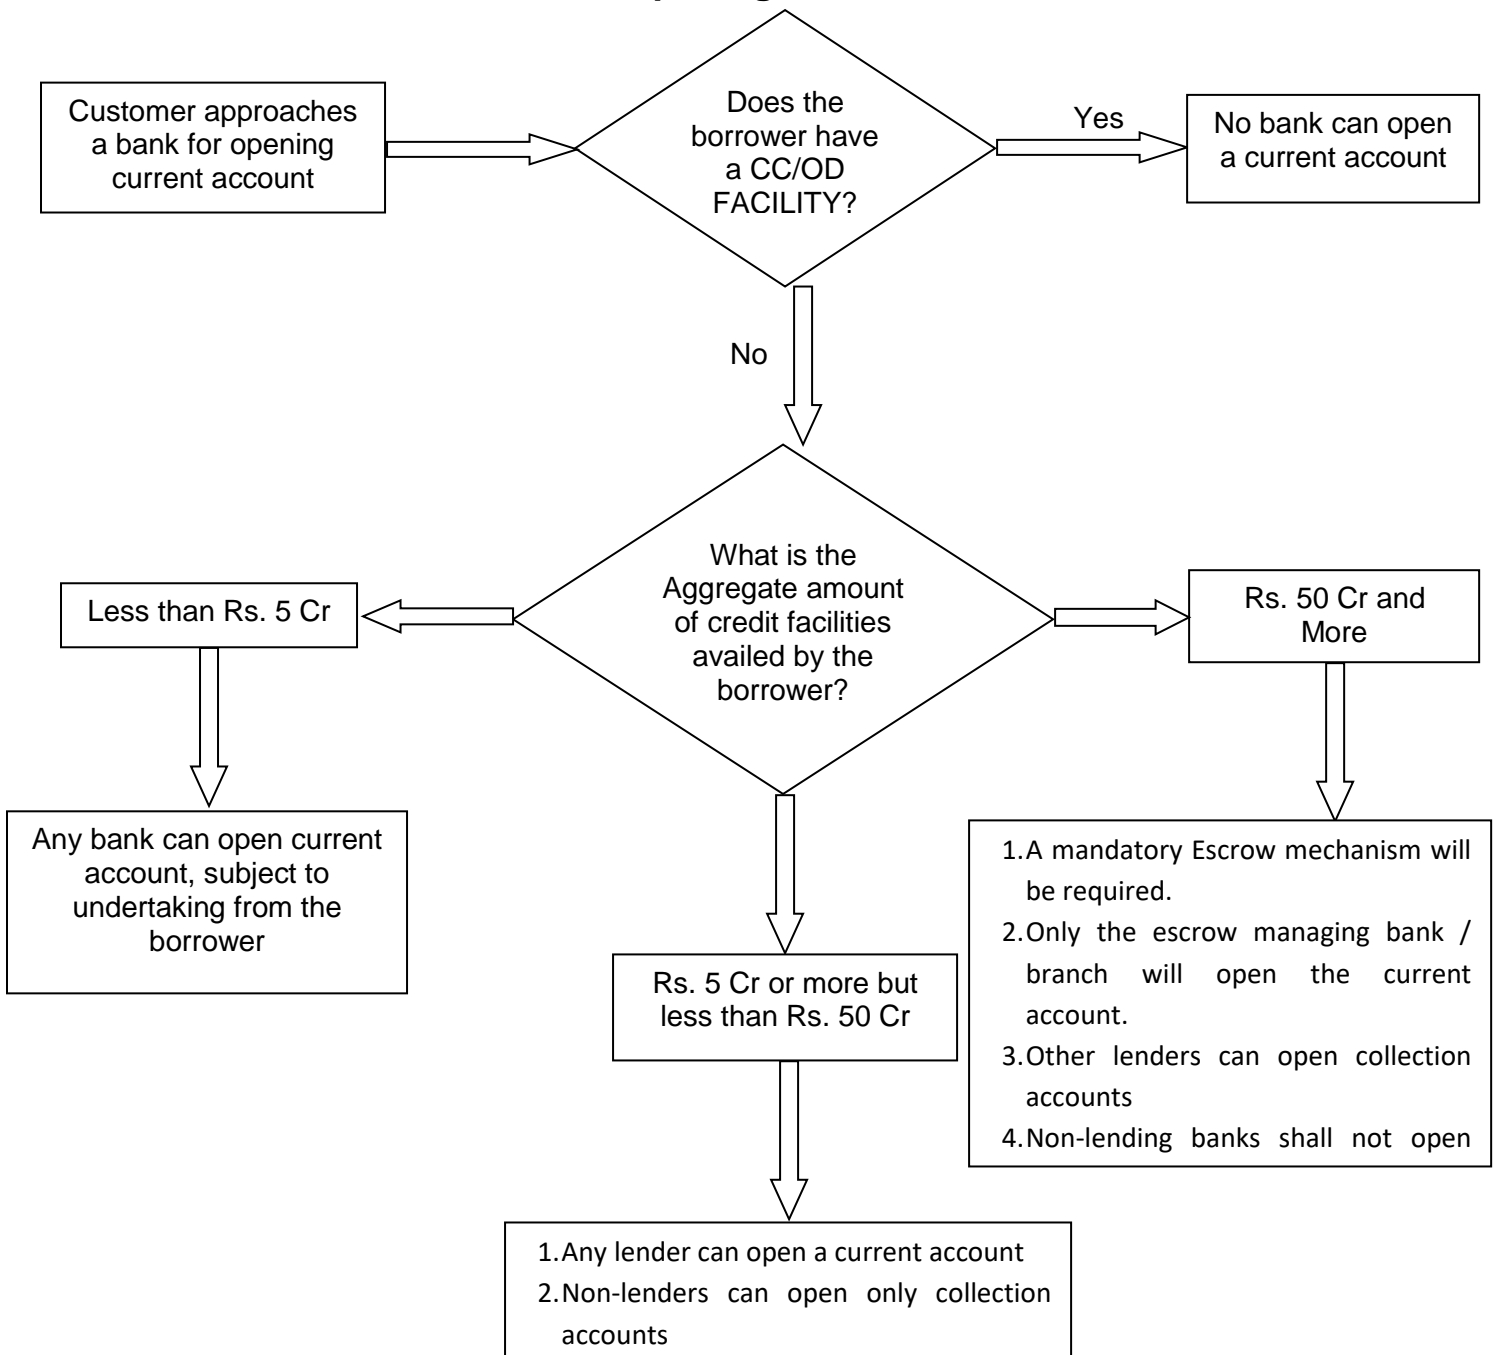 Customer approaches
a bank for opening
current account
Does the
borrower have
a CC/OD
FACILITY?
Yes
No bank can open
a current account
No
What is the
Aggregate amount
of credit facilities
availed by the
borrower?
Less than Rs. 5 Cr
Rs. 50 Cr and
More
Any bank can open current
account, subject to
undertaking from the
borrower
Rs. 5 Cr or more but
less than Rs. 50 Cr
1.A mandatory Escrow mechanism will
be required.
2.Only the escrow managing bank /
branch will open the current
account.
3.Other lenders can open collection
accounts
4.Non-lending banks shall not open
1.Any lender can open a current account
2.Non-lenders can open only collection
accounts